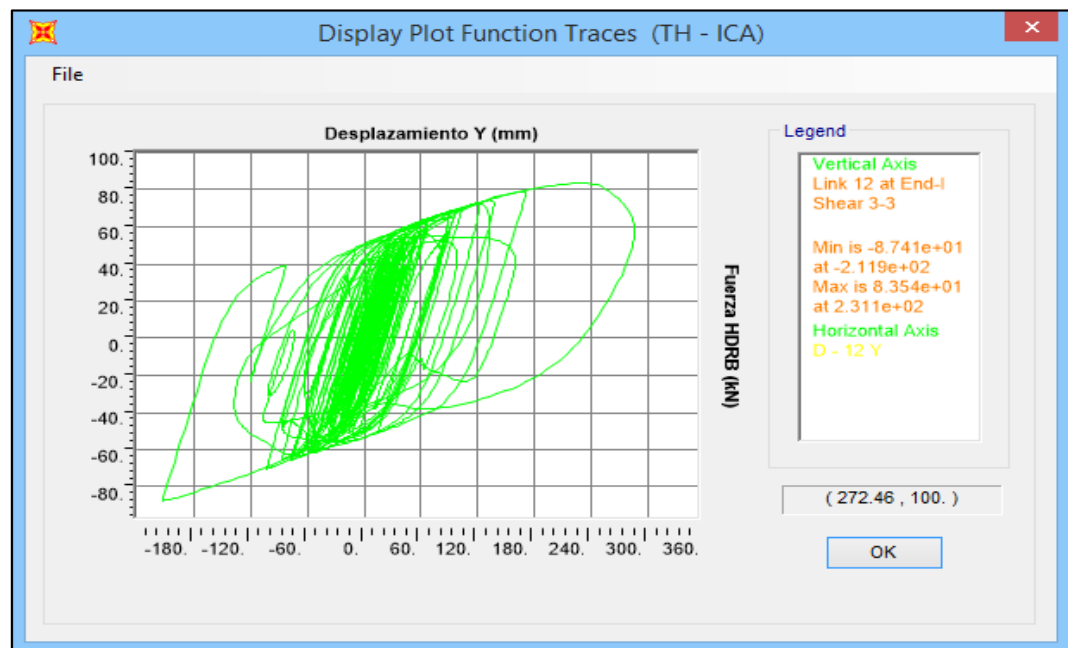 Display Plot Function Traces (TH - ICA)
File
Desplazamiento Y (mm)
100.
80.
60.
40.
20.
0.
-20.
-40.
-60.
-80.
-180. -120. -60. 0. 60. 120. 180. 240. 300. 360.
Fuerza HDRB (kN)
Legend
Vertical Axis
Link 12 at End-I
Shear 3-3
Min is -8.741e+01
at -2.119e+02
Max is 8.354e+01
at 2.311e+02
Horizontal Axis
D - 12 Y
( 272.46 , 100. )
OK